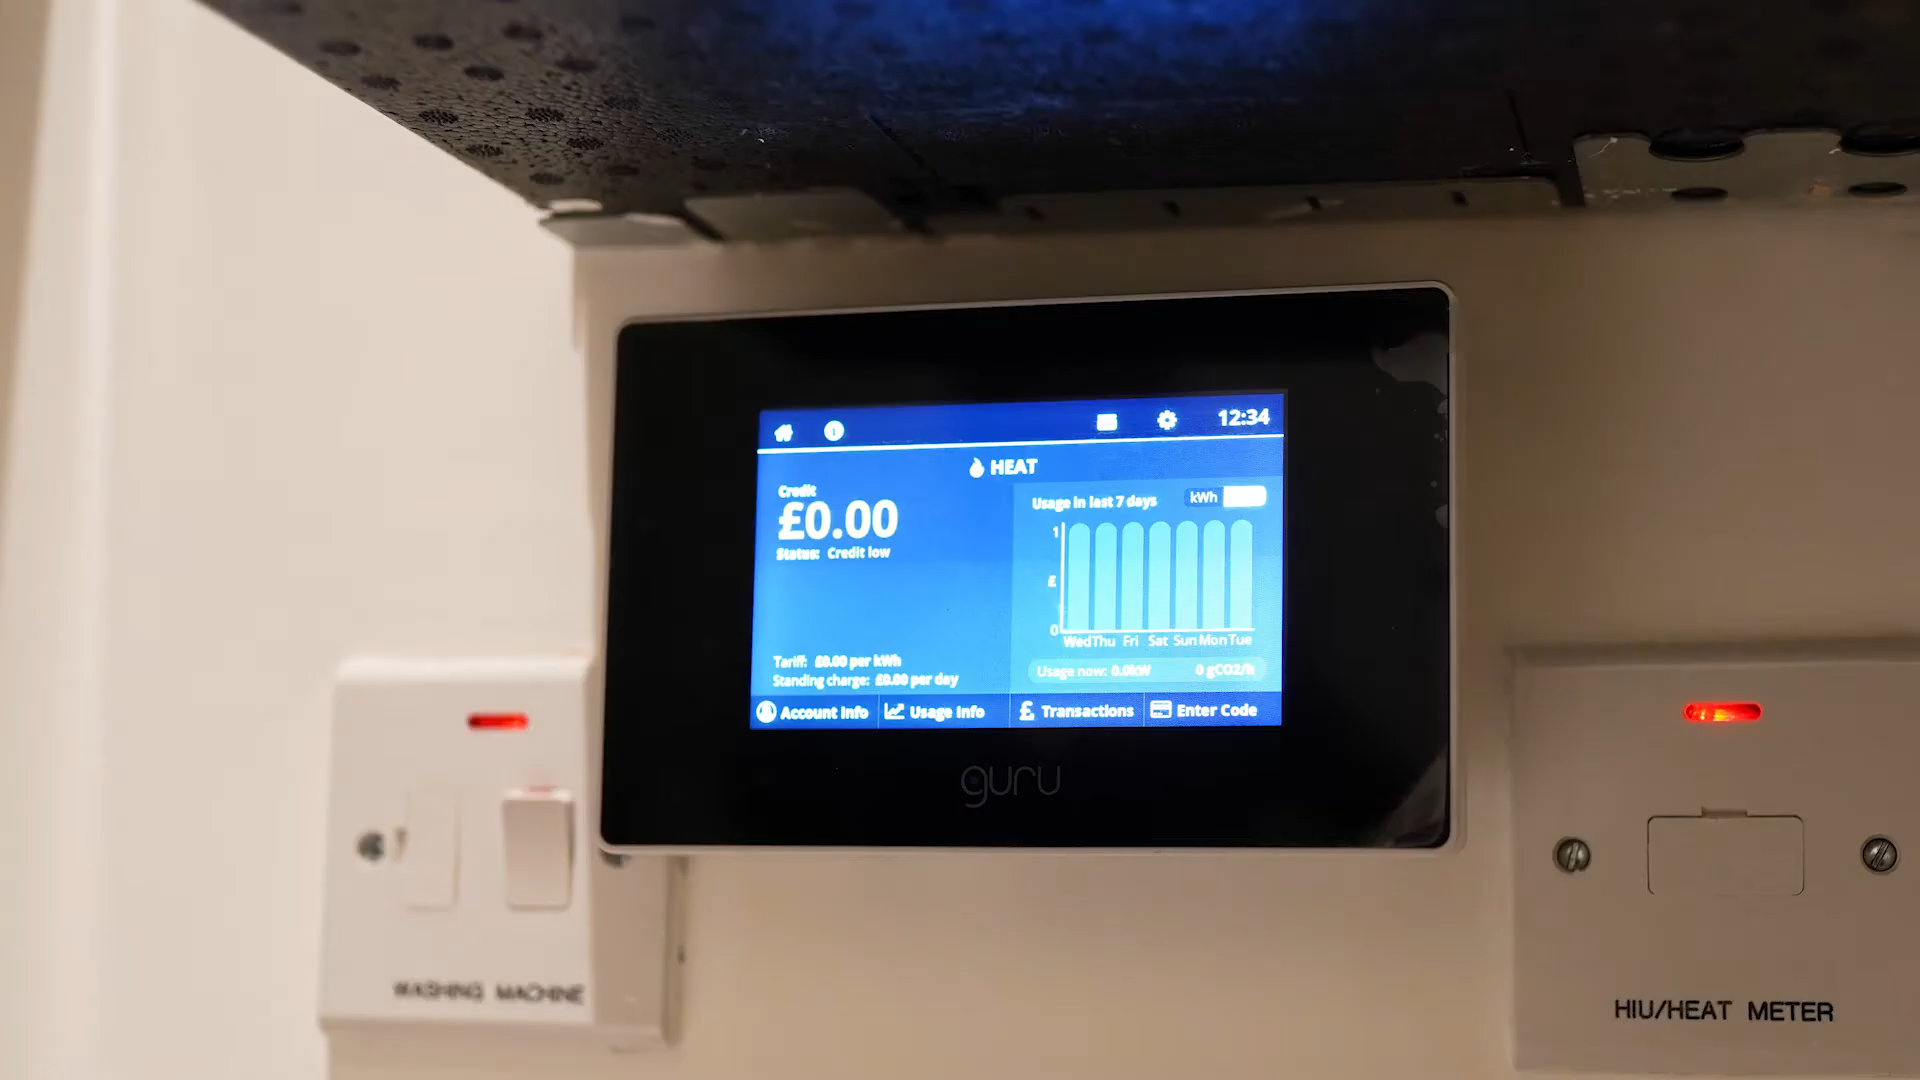 12:34
HEAT
Credit
£0.00
Status: Credit low
Tariff: £0.00 per kWh
Standing charge: £0.00 per day
Usage in last 7 days
kWh
1
£
0
Wed Thu Fri Sat Sun Mon Tue
Usage now: 0.0kW 0 gCO2/h
Account Info
Usage Info
£ Transactions
Enter Code
guru
WASHING MACHINE
HIU/HEAT METER